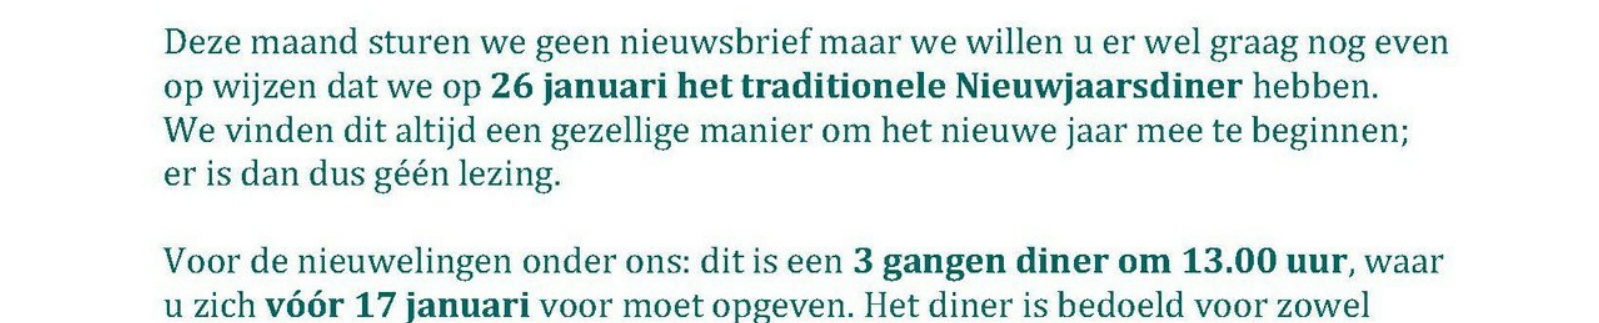 Deze maand sturen we geen nieuwsbrief maar we willen u er wel graag nog even
op wijzen dat we op 26 januari het traditionele Nieuwjaarsdiner hebben.
We vinden dit altijd een gezellige manier om het nieuwe jaar mee te beginnen;
er is dan dus géén lezing.
Voor de nieuwelingen onder ons: dit is een 3 gangen diner om 13.00 uur, waar
u zich vóór 17 januari voor moet opgeven. Het diner is bedoeld voor zowel